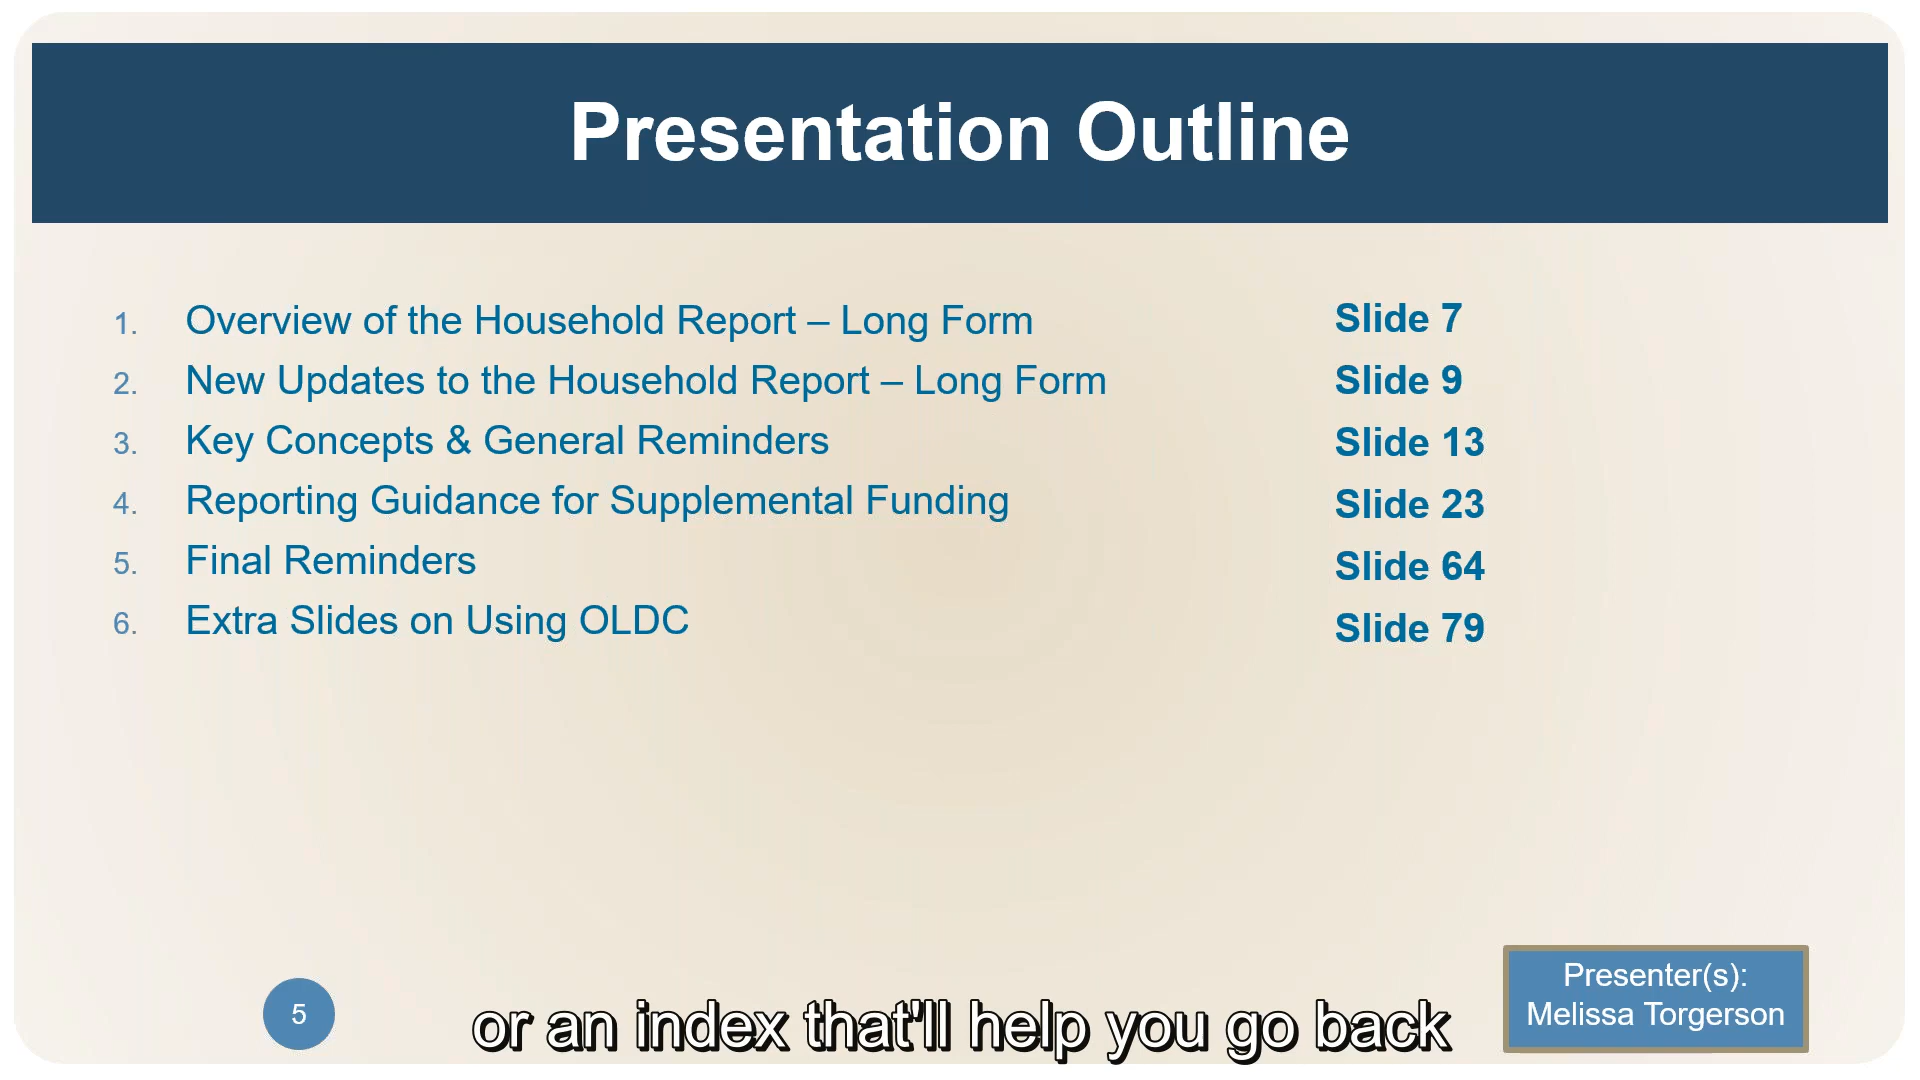 Presentation Outline
1. Overview of the Household Report – Long Form Slide 7
2. New Updates to the Household Report – Long Form Slide 9
3. Key Concepts & General Reminders Slide 13
4. Reporting Guidance for Supplemental Funding Slide 23
5. Final Reminders Slide 64
6. Extra Slides on Using OLDC Slide 79
Presenter(s):
Melissa Torgerson
5
or an index that'll help you go back